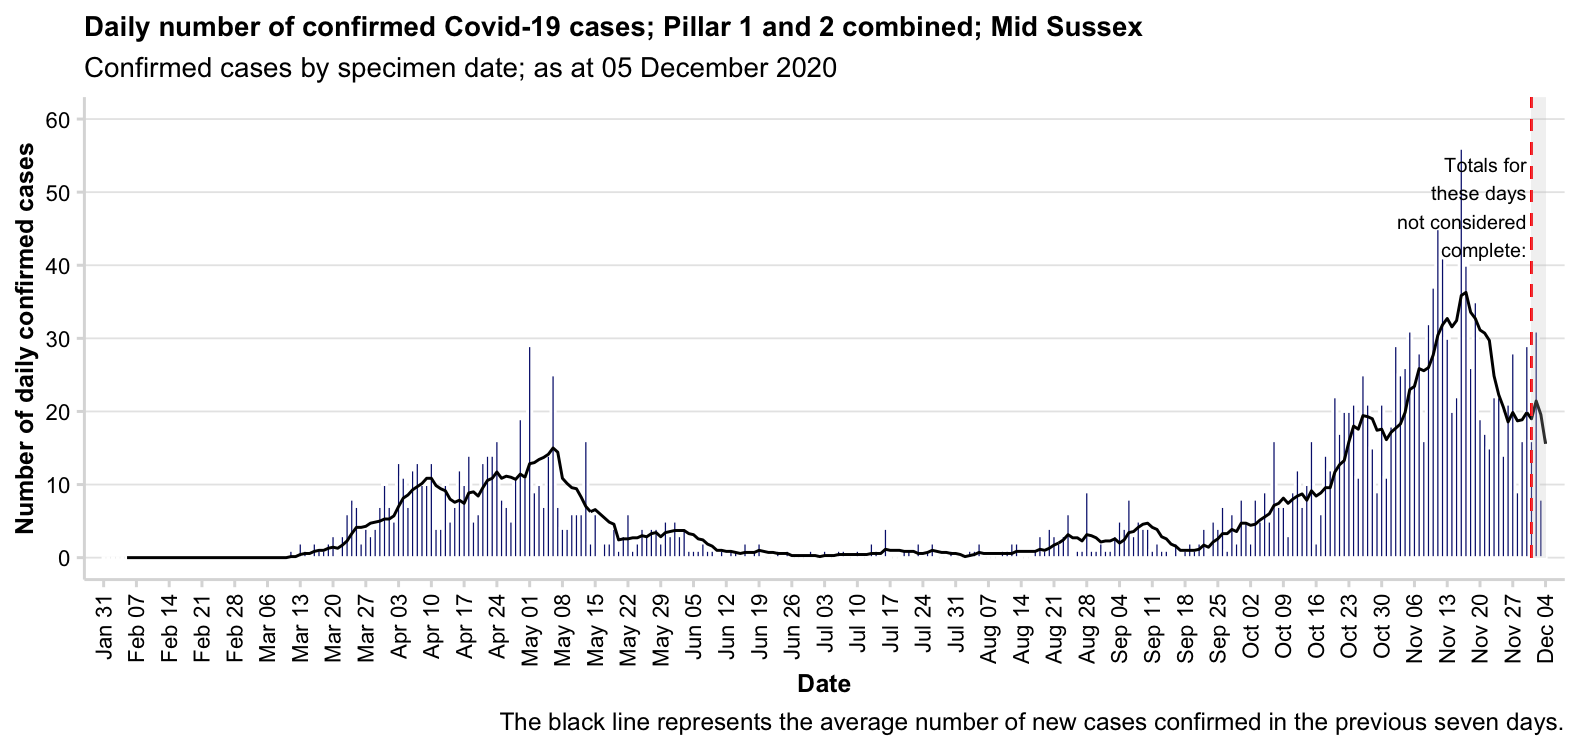 Daily number of confirmed Covid-19 cases; Pillar 1 and 2 combined; Mid Sussex
Confirmed cases by specimen date; as at 05 December 2020
Number of daily confirmed cases
60
50
40
30
20
10
0
Totals for
these days
not considered
complete:
Jan 31
Feb 07
Feb 14
Feb 21
Feb 28
Mar 06
Mar 13
Mar 20
Mar 27
Apr 03
Apr 10
Apr 17
Apr 24
May 01
May 08
May 15
May 22
May 29
Jun 05
Jun 12
Jun 19
Jun 26
Jul 03
Jul 10
Jul 17
Jul 24
Jul 31
Aug 07
Aug 14
Aug 21
Aug 28
Sep 04
Sep 11
Sep 18
Sep 25
Oct 02
Oct 09
Oct 16
Oct 23
Oct 30
Nov 06
Nov 13
Nov 20
Nov 27
Dec 04
Date
The black line represents the average number of new cases confirmed in the previous seven days.